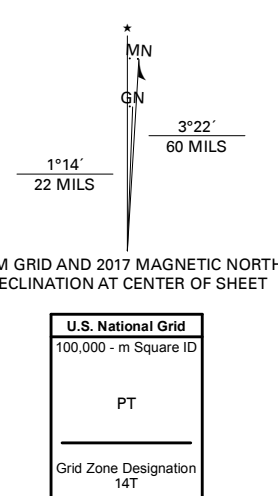 ★
MN
GN
3°22´
60 MILS
1°14´
22 MILS
M GRID AND 2017 MAGNETIC NORTH
ECLINATION AT CENTER OF SHEET
U.S. National Grid
100,000 - m Square ID
PT
Grid Zone Designation
14T